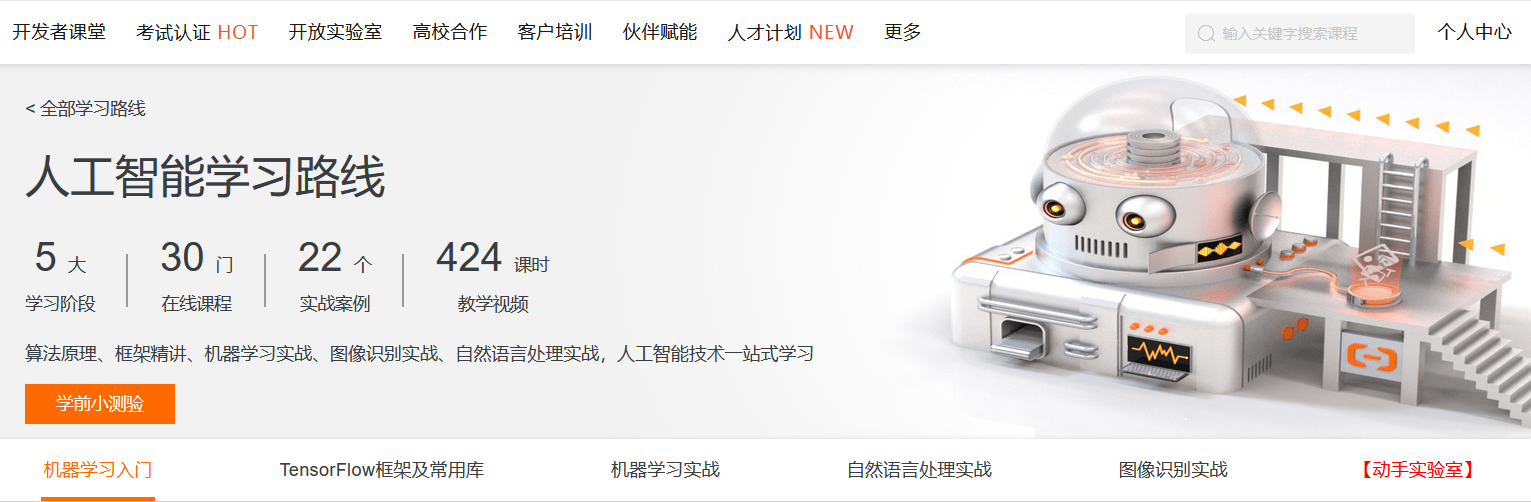 开发者课堂 考试认证 HOT 开放实验室 高校合作 客户培训 伙伴赋能 人才计划 NEW 更多 输入关键字搜索课程 个人中心
< 全部学习路线
人工智能学习路线
5 大 30 门 22 个 424 课时
学习阶段 在线课程 实战案例 教学视频
算法原理、框架精讲、机器学习实战、图像识别实战、自然语言处理实战，人工智能技术一站式学习
学前小测验
机器学习入门 TensorFlow框架及常用库 机器学习实战 自然语言处理实战 图像识别实战 【动手实验室】